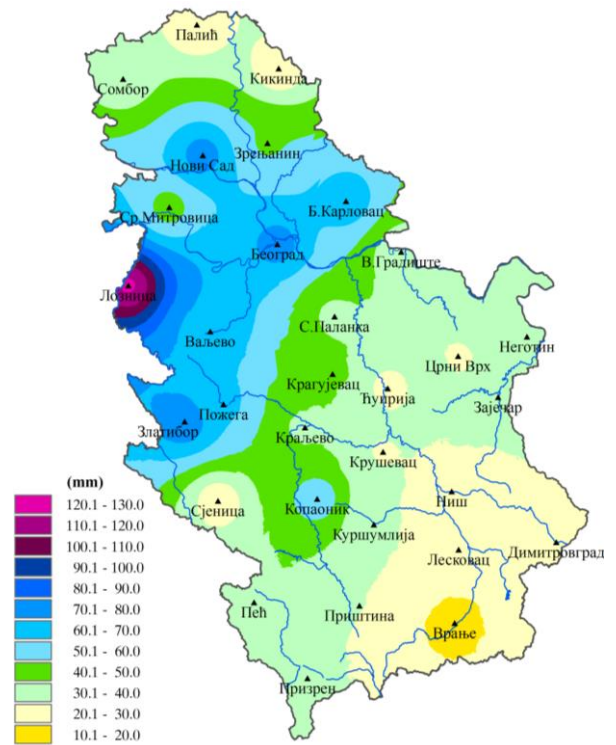 Палић
Кикинда
Сомбор
Зрењанин
Нови Сад
Б.Карловац
Ср.Митровица
Београд
В.Градиште
Лозница
С.Паланка
Ваљево
Неготин
Црни Врх
Крагујевац
Ћуприја
Зајечар
Пожега
Златибор
Краљево
Крушевац
(mm)
120.1 - 130.0
110.1 - 120.0
100.1 - 110.0
90.1 - 100.0
80.1 - 90.0
70.1 - 80.0
60.1 - 70.0
50.1 - 60.0
40.1 - 50.0
30.1 - 40.0
20.1 - 30.0
10.1 - 20.0
Сјеница
Копаоник
Ниш
Куршумлија
Димитровград
Лесковац
Пећ
Приштина
Врање
Призрен